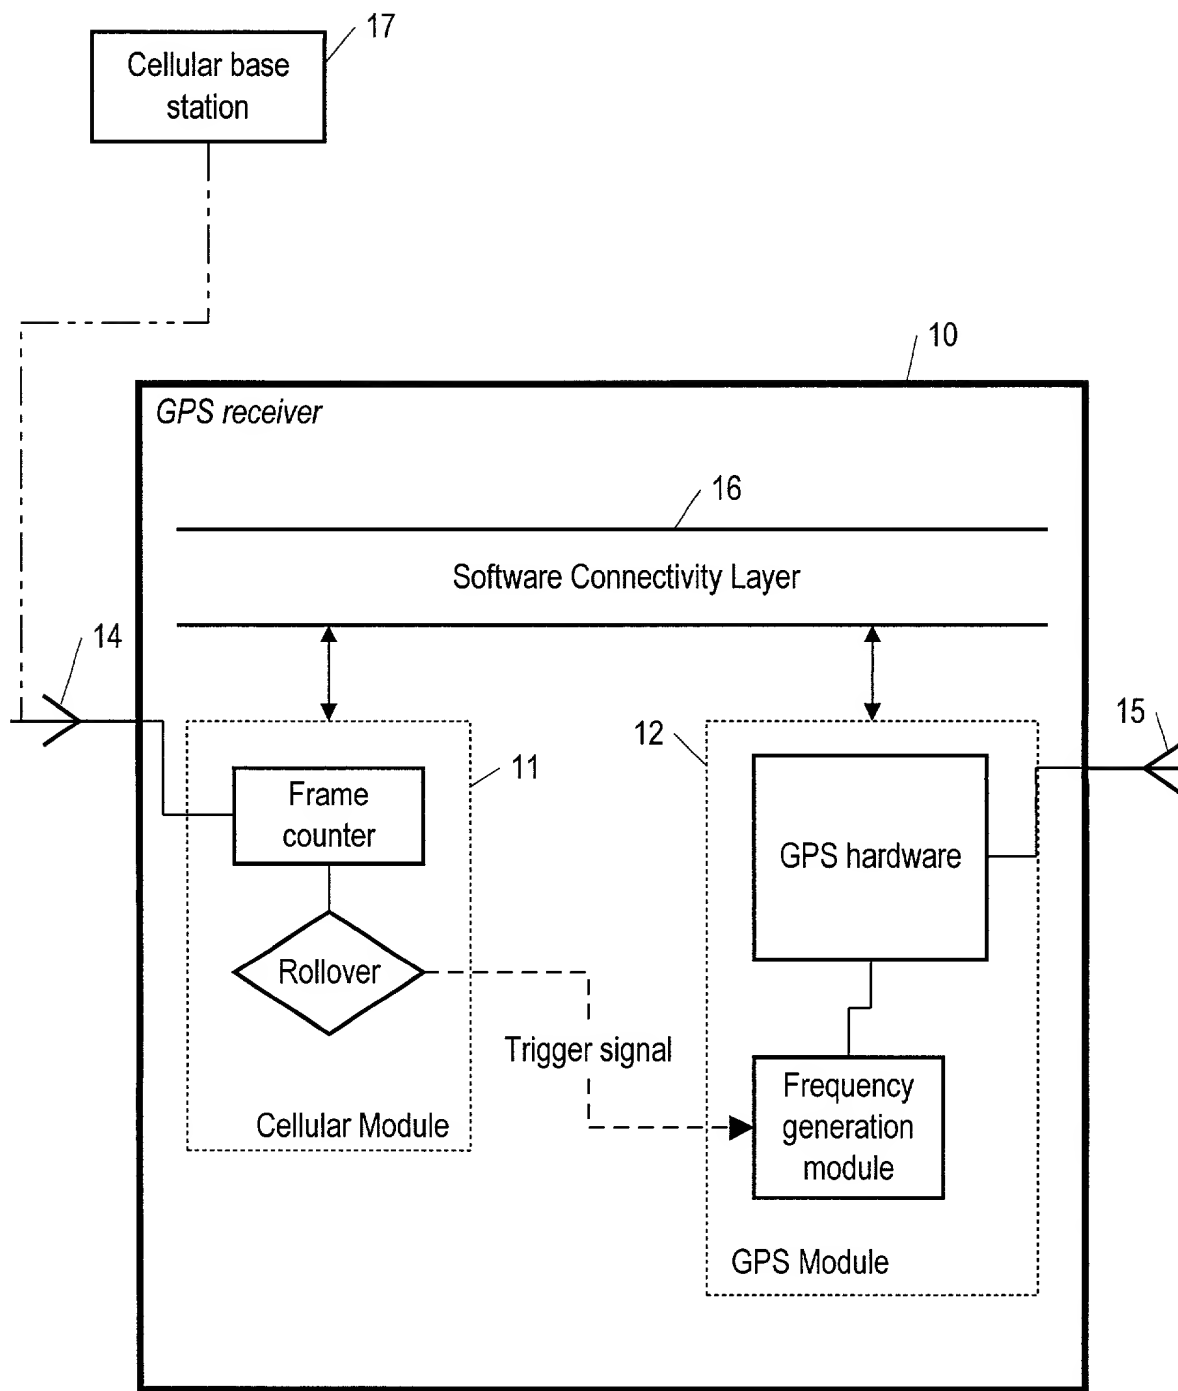 17
Cellular base
station
10
GPS receiver
16
Software Connectivity Layer
14
15
12
11
Frame
counter
GPS hardware
Rollover
Trigger signal
Frequency
generation
module
Cellular Module
GPS Module